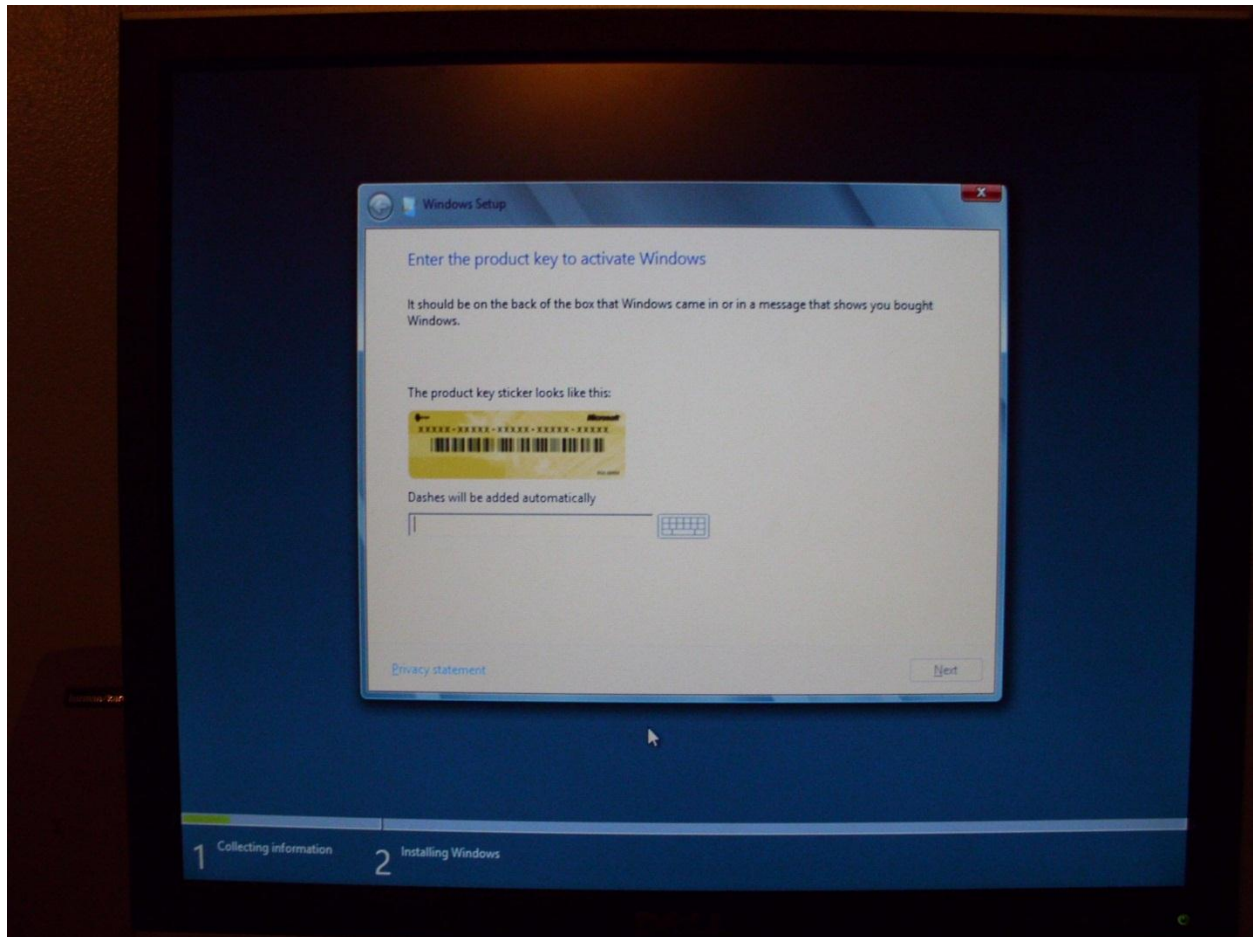 Windows Setup
x
Enter the product key to activate Windows
It should be on the back of the box that Windows came in or in a message that shows you bought
Windows.
The product key sticker looks like this:
Microsoft
XXXXX-XXXXX-XXXXX-XXXXX-XXXXX
Dashes will be added automatically
Privacy statement
Next
1 Collecting information
2 Installing Windows